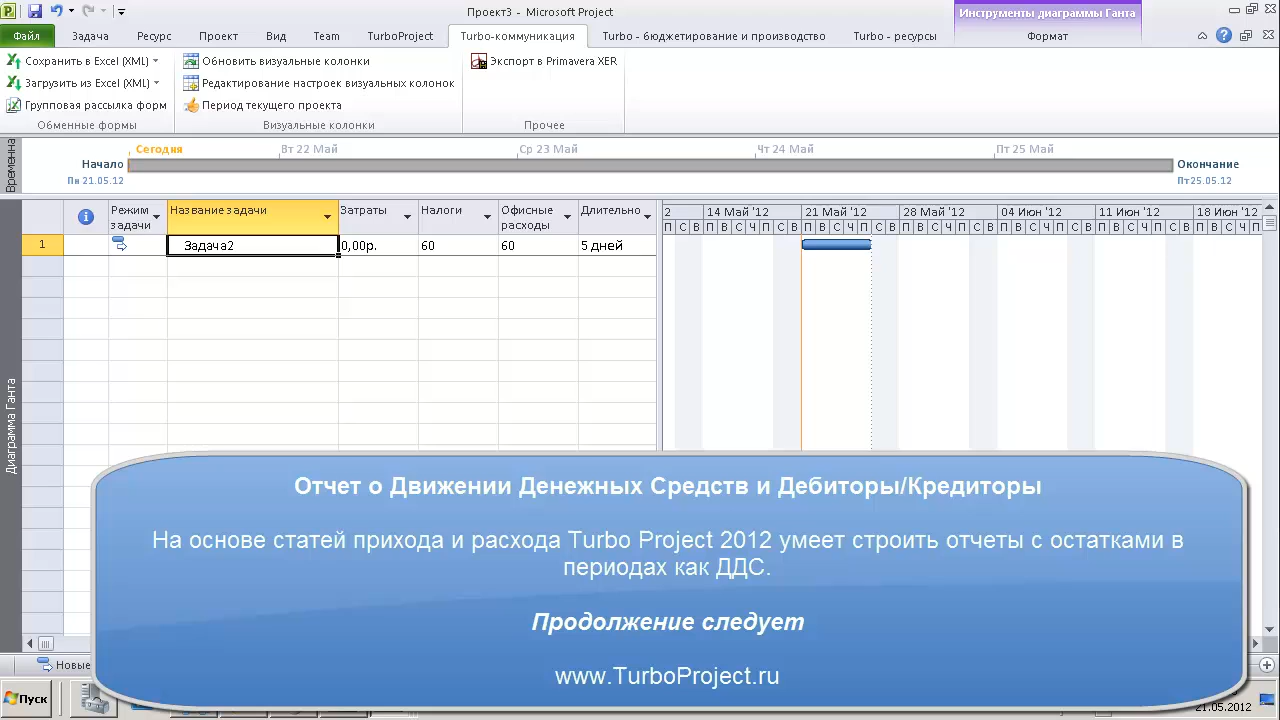 Проект3 - Microsoft Project
Инструменты диаграммы Ганта
Файл Задача Ресурс Проект Вид Team TurboProject Turbo-коммуникация Turbo - бюджетирование и производство Turbo - ресурсы Формат
Сохранить в Excel (XML) Обновить визуальные колонки Экспорт в Primavera XER
Загрузить из Excel (XML) Редактирование настроек визуальных колонок
Групповая рассылка форм Период текущего проекта
Обменные формы Визуальные колонки Прочее
Временна
Сегодня Вт 22 Май Ср 23 Май Чт 24 Май Пт 25 Май
Начало Окончание
Пн 21.05.12 Пт25.05.12
Режим задачи Название задачи Затраты Налоги Офисные расходы Длительно
2 14 Май '12 21 Май '12 28 Май '12 04 Июн '12 11 Июн '12 18 Июн '12
П С В П В С Ч П С В П В С Ч П С В П В С Ч П С В П В С Ч П С В П В С Ч П С В П В С Ч П
1 Задача2 0,00р. 60 60 5 дней
Диаграмма Ганта
Отчет о Движении Денежных Средств и Дебиторы/Кредиторы
На основе статей прихода и расхода Turbo Project 2012 умеет строить отчеты с остатками в
периодах как ДДС.
Продолжение следует
www.TurboProject.ru
Новые
Пуск
21.05.2012